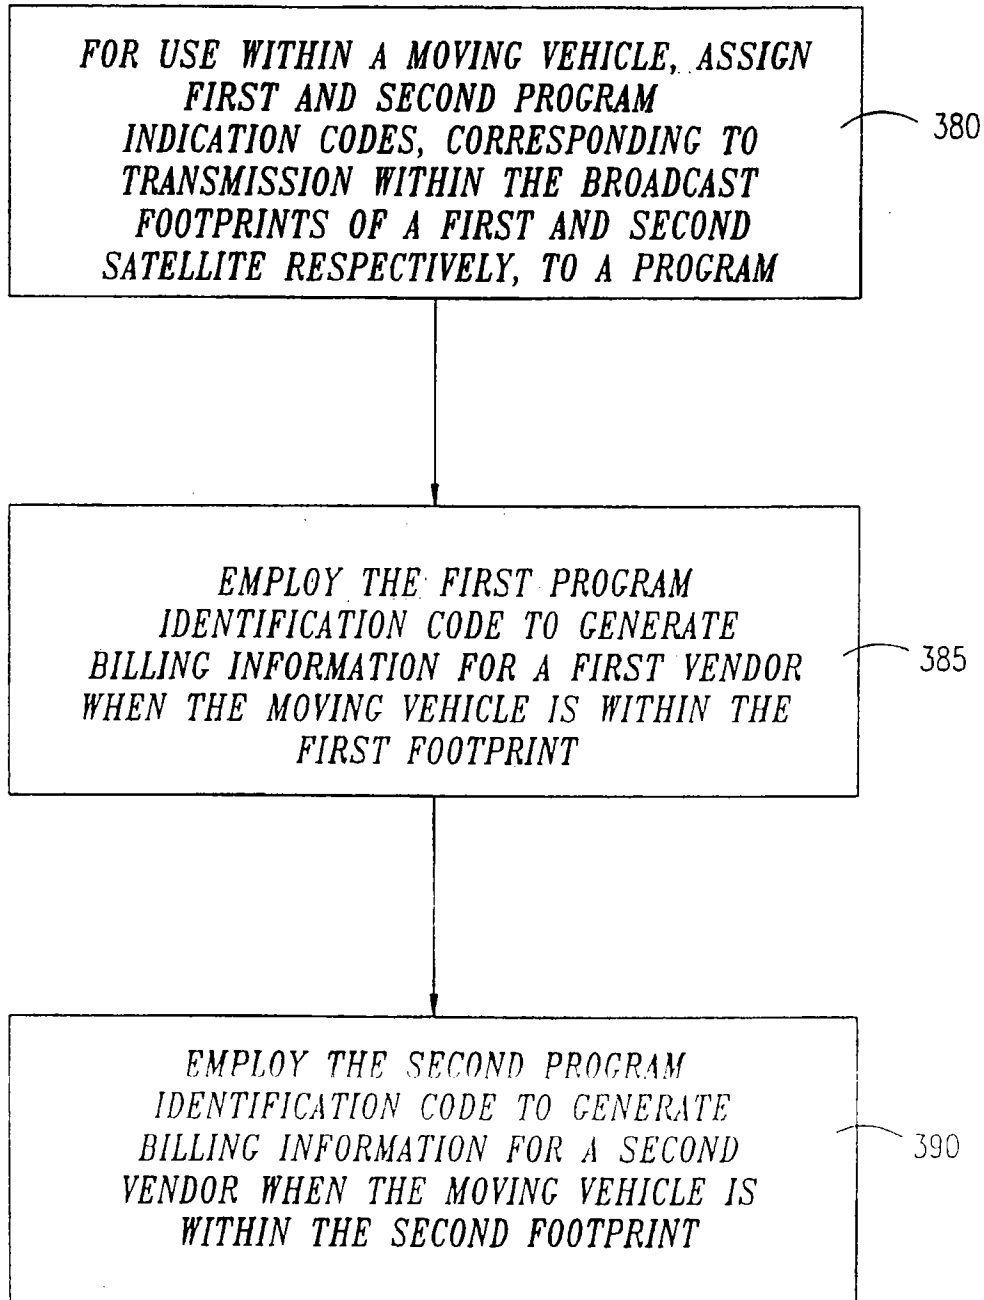 FOR USE WITHIN A MOVING VEHICLE, ASSIGN
FIRST AND SECOND PROGRAM
INDICATION CODES, CORRESPONDING TO
TRANSMISSION WITHIN THE BROADCAST
FOOTPRINTS OF A FIRST AND SECOND
SATELLITE RESPECTIVELY, TO A PROGRAM
380
EMPLOY THE FIRST PROGRAM
IDENTIFICATION CODE TO GENERATE
BILLING INFORMATION FOR A FIRST VENDOR
WHEN THE MOVING VEHICLE IS WITHIN THE
FIRST FOOTPRINT
385
EMPLOY THE SECOND PROGRAM
IDENTIFICATION CODE TO GENERATE
BILLING INFORMATION FOR A SECOND
VENDOR WHEN THE MOVING VEHICLE IS
WITHIN THE SECOND FOOTPRINT
390